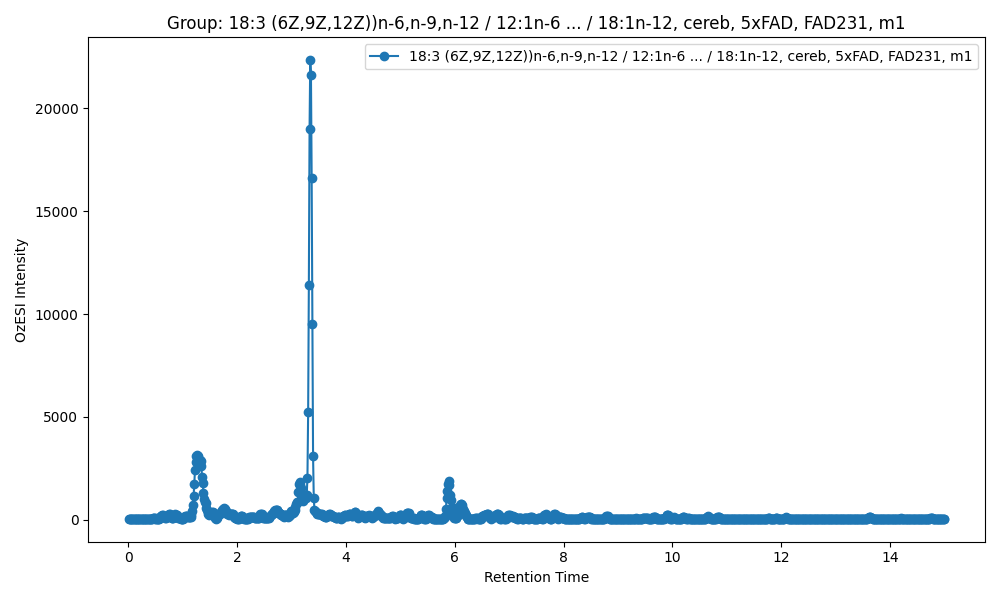 Group: 18:3 (6Z,9Z,12Z))n-6,n-9,n-12 / 12:1n-6 ... / 18:1n-12, cereb, 5xFAD, FAD231, m1
18:3 (6Z,9Z,12Z))n-6,n-9,n-12 / 12:1n-6 ... / 18:1n-12, cereb, 5xFAD, FAD231, m1
20000
15000
10000
5000
0
OzESI Intensity
0 2 4 6 8 10 12 14
Retention Time